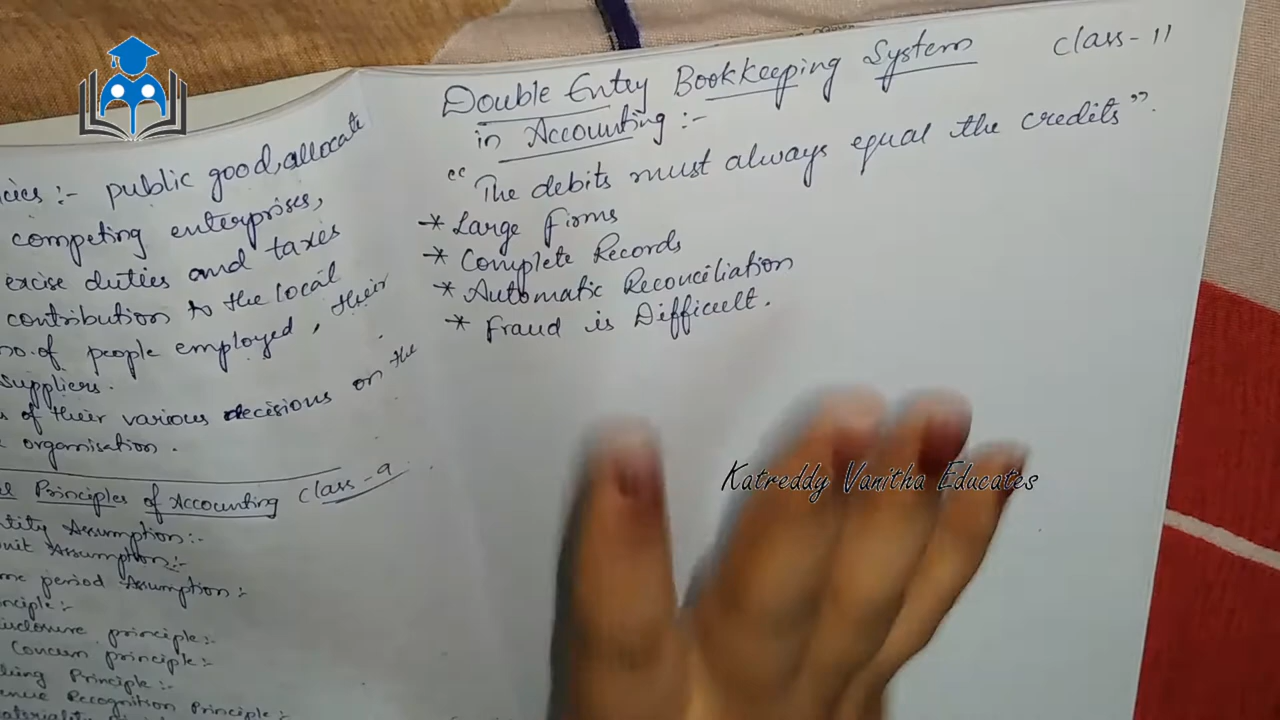 public good, allocate
competing enterprises,
excise duties and taxes
contribution to the local
no. of people employed, their
suppliers.
of their various decisions on the
organisation.
Principles of Accounting Class - 9
Assumption :-
Assumption :-
period Assumption :-
principle :-
Concern principle :-
Principle :-
Recognition Principle :-
Double Entry Bookkeeping System Class - 11
in Accounting :-
"The debits must always equal the credits".
* Large Firms
* Complete Records
* Automatic Reconciliation
* Fraud is Difficult.
Katreddy Vanitha Educates